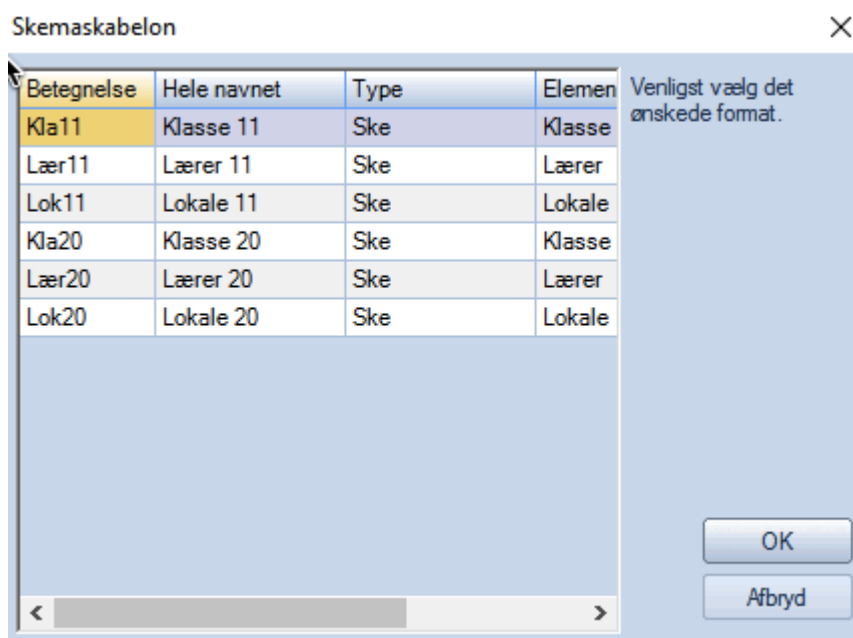 Skemaskabelon
Betegnelse Hele navnet Type Elemen
Kla11 Klasse 11 Ske Klasse
Lær11 Lærer 11 Ske Lærer
Lok11 Lokale 11 Ske Lokale
Kla20 Klasse 20 Ske Klasse
Lær20 Lærer 20 Ske Lærer
Lok20 Lokale 20 Ske Lokale
Venligst vælg det
ønskede format.
OK
Afbryd